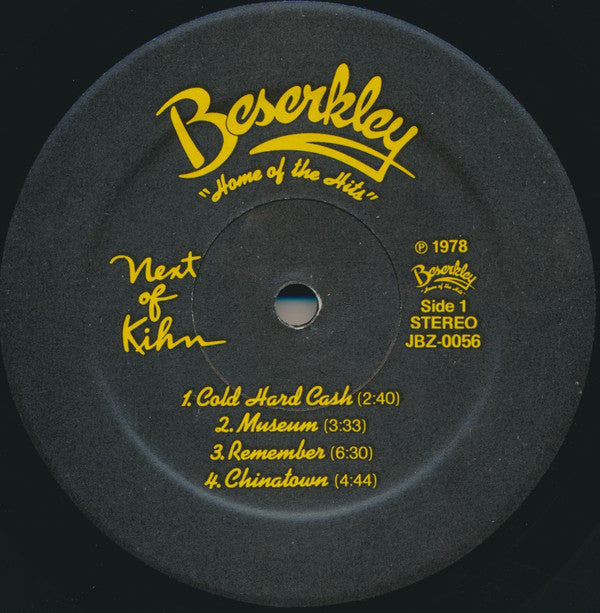 Beserkley
"Home of the Hits"
Next
of
Kihn
℗ 1978
Beserkley
"Home of the Hits"
Side 1
STEREO
JBZ-0056
1. Cold Hard Cash (2:40)
2. Museum (3:33)
3. Remember (6:30)
4. Chinatown (4:44)